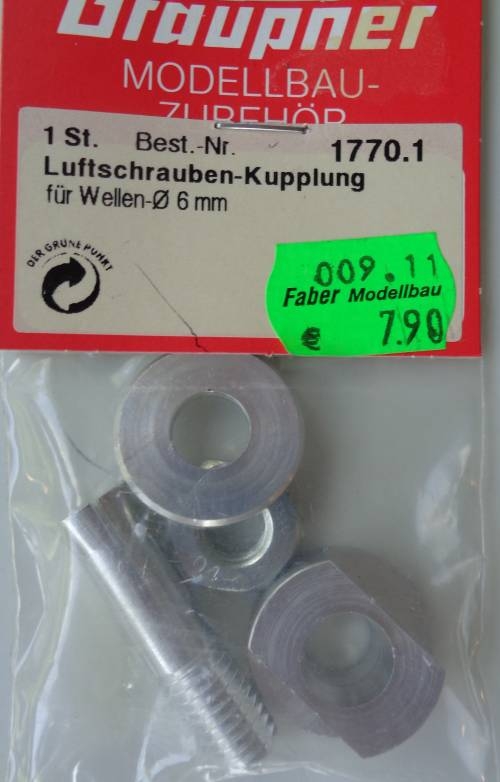 Graupner
MODELLBAU-
ZUBEHÖR
1 St. Best.-Nr. 1770.1
Luftschrauben-Kupplung
für Wellen-Ø 6 mm
DER GRÜNE PUNKT
009.11
Faber Modellbau
€ 7.90